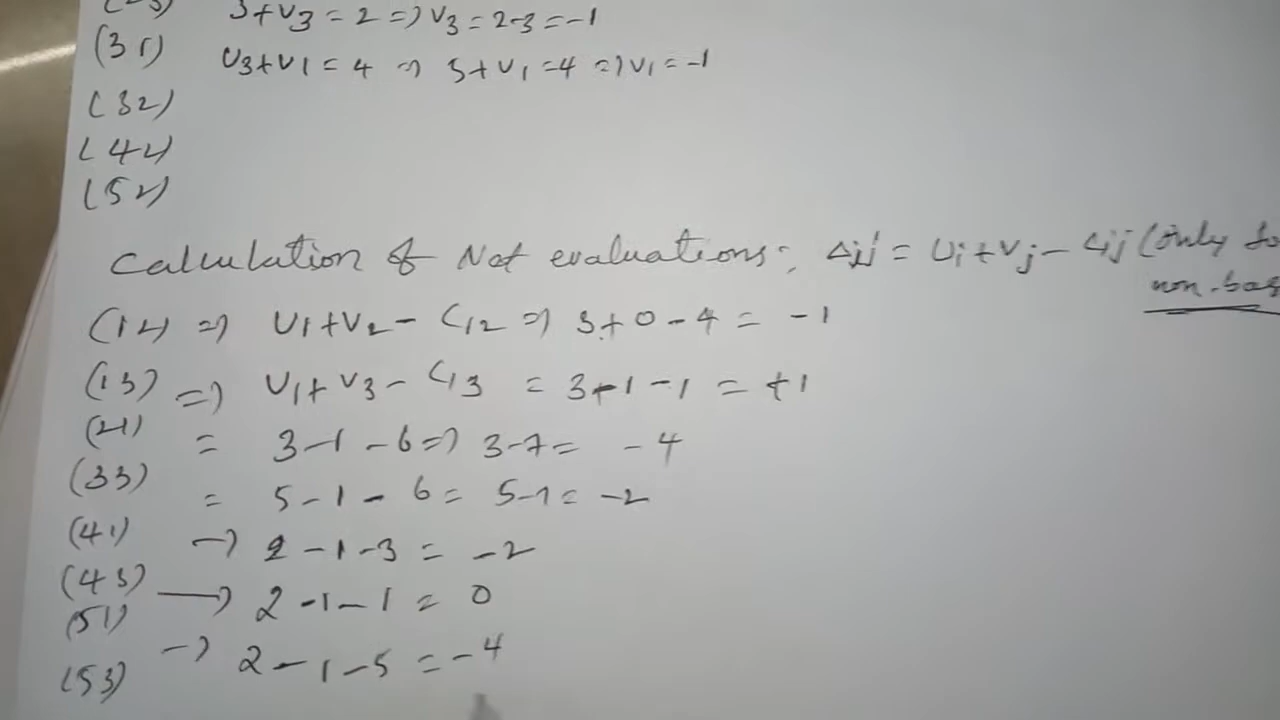 3+V3 = 2 => V3 = 2-3 = -1
(31) U3+V1 = 4 => 5+V1 = 4 => V1 = -1
(32)
(42)
(52)
Calculation of Net evaluations: Δij = Ui+Vj - Cij (only fo
non-bas
(12) => U1+V2 - C12 => 3+0-4 = -1
(13) => U1+V3 - C13 = 3-1-1 = +1
(21) = 3-1-6 => 3-7 = -4
(33) = 5-1-6 = 5-7 = -2
(41) -> 2-1-3 = -2
(43) -> 2-1-1 = 0
(51) -> 2-1-5 = -4
(53)